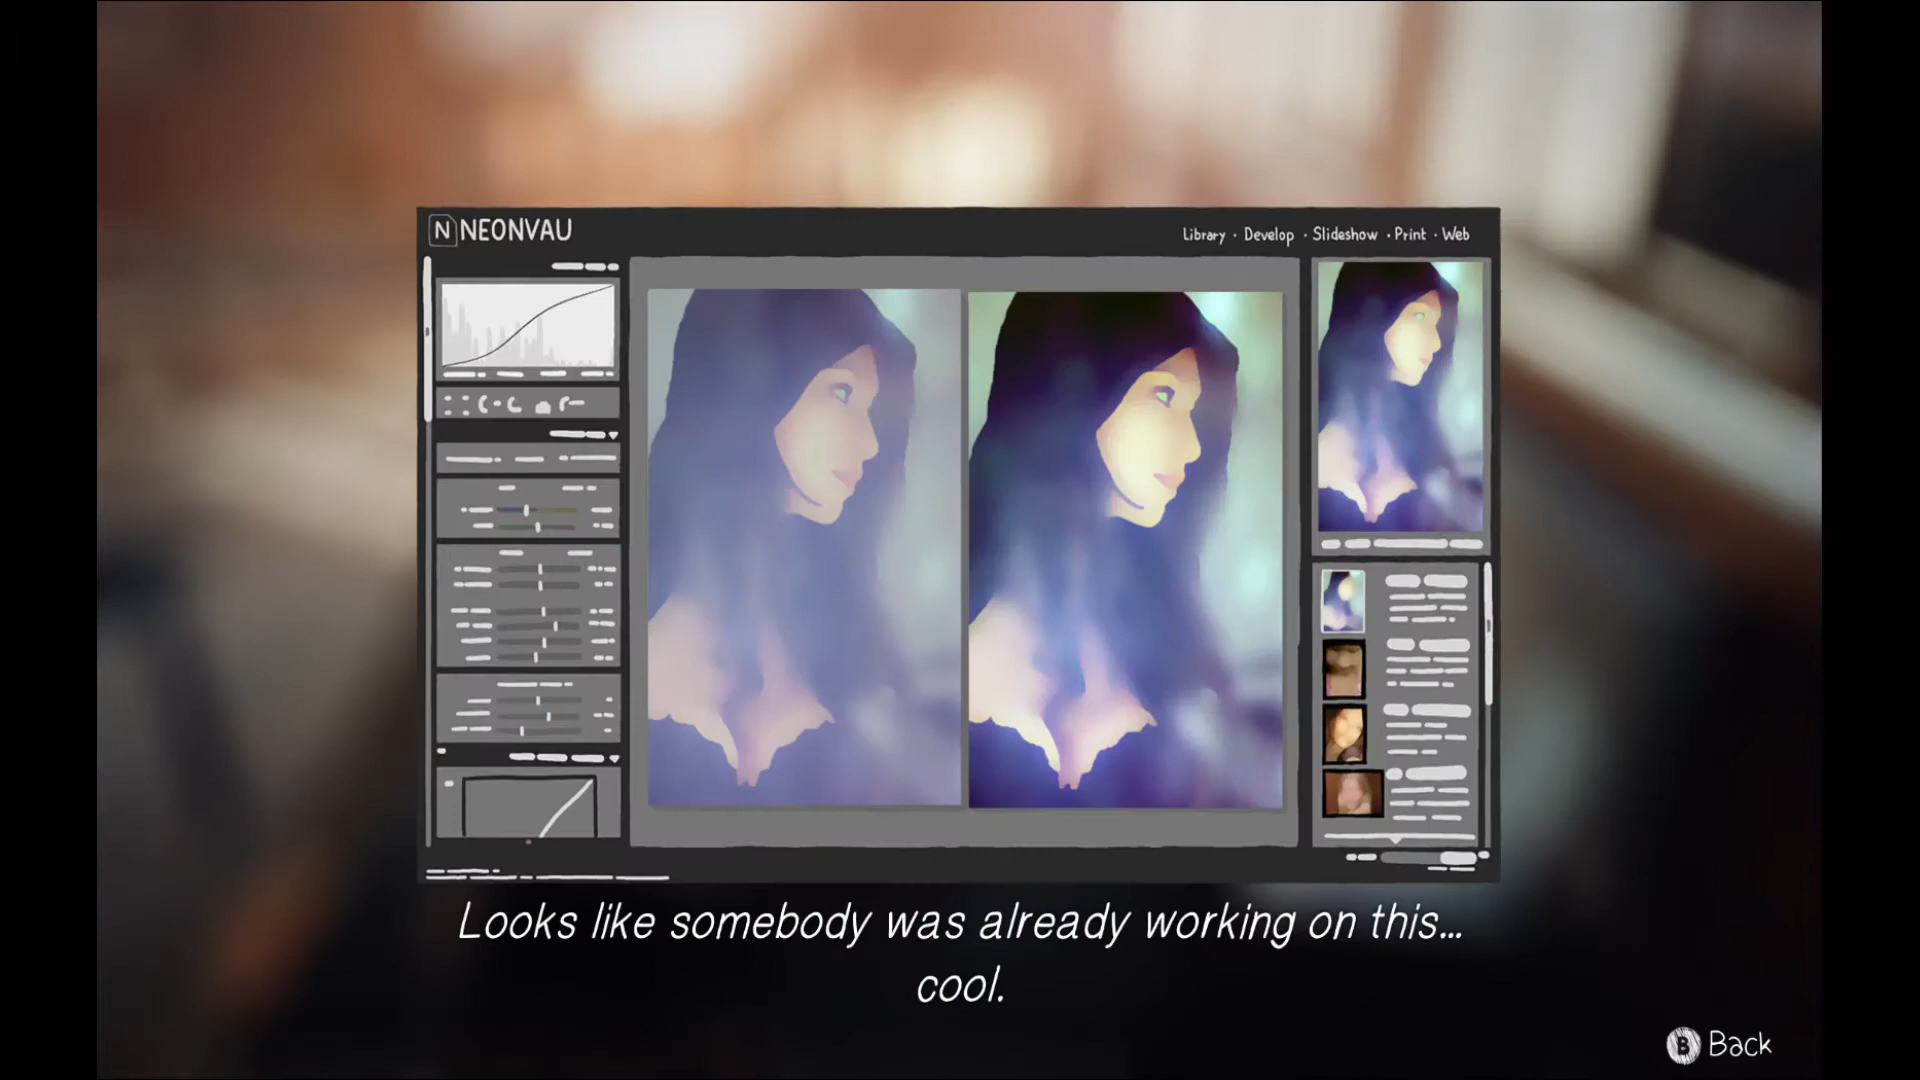 N NEONVAU
Library · Develop · Slideshow · Print · Web
Looks like somebody was already working on this...
cool.
B Back